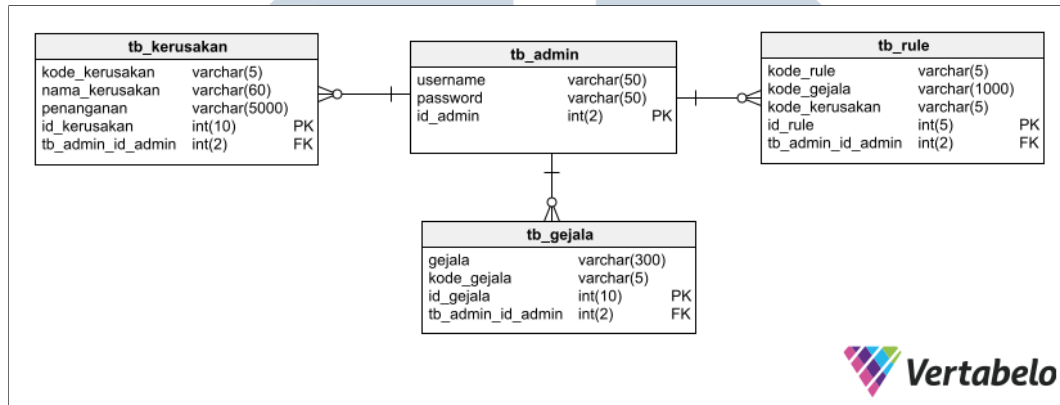 tb_kerusakan
kode_kerusakan varchar(5)
nama_kerusakan varchar(60)
penanganan varchar(5000)
id_kerusakan int(10) PK
tb_admin_id_admin int(2) FK
tb_admin
username varchar(50)
password varchar(50)
id_admin int(2) PK
tb_rule
kode_rule varchar(5)
kode_gejala varchar(1000)
kode_kerusakan varchar(5)
id_rule int(5) PK
tb_admin_id_admin int(2) FK
tb_gejala
gejala varchar(300)
kode_gejala varchar(5)
id_gejala int(10) PK
tb_admin_id_admin int(2) FK
Vertabelo